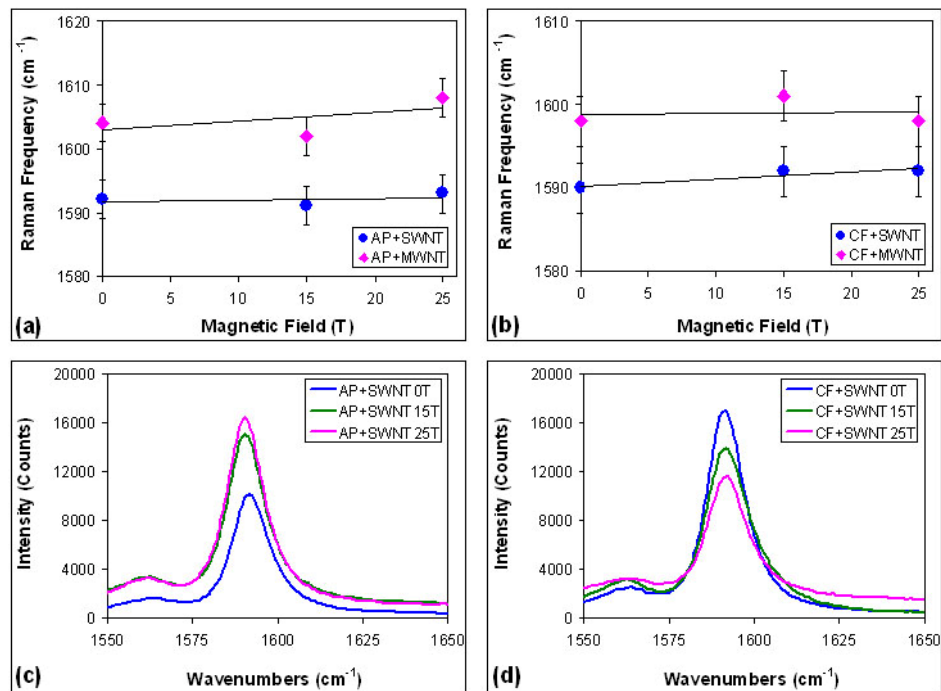 1620
1610
1600
1590
1580
Raman Frequency (cm-1)
0 5 10 15 20 25
Magnetic Field (T)
AP+SWNT
AP+MWNT
(a)
1620
1610
1600
1590
1580
Raman Frequency (cm-1)
0 5 10 15 20 25
Magnetic Field (T)
CF+SWNT
CF+MWNT
(b)
20000
16000
12000
8000
4000
0
Intensity (Counts)
1550 1575 1600 1625 1650
Wavenumbers (cm-1)
AP+SWNT 0T
AP+SWNT 15T
AP+SWNT 25T
(c)
20000
16000
12000
8000
4000
0
Intensity (Counts)
1550 1575 1600 1625 1650
Wavenumbers (cm-1)
CF+SWNT 0T
CF+SWNT 15T
CF+SWNT 25T
(d)